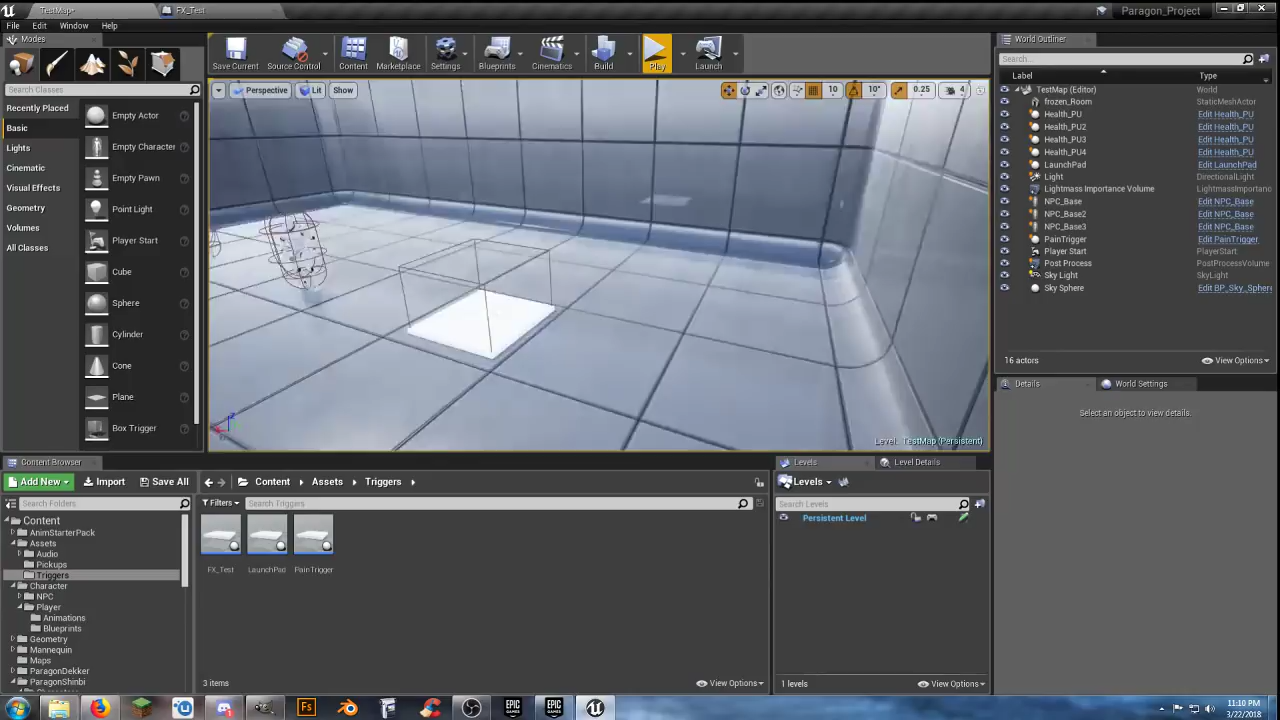 TestMap*
FX_Test
Paragon_Project
File Edit Window Help
Modes
Search Classes
Recently Placed
Basic
Lights
Cinematic
Visual Effects
Geometry
Volumes
All Classes
Empty Actor
Empty Character
Empty Pawn
Point Light
Player Start
Cube
Sphere
Cylinder
Cone
Plane
Box Trigger
Save Current
Source Control
Content
Marketplace
Settings
Blueprints
Cinematics
Build
Play
Launch
Perspective
Lit
Show
10
10°
0.25
4
Level: TestMap (Persistent)
World Outliner
Search...
Label Type
TestMap (Editor) World
frozen_Room StaticMeshActor
Health_PU Edit Health_PU
Health_PU2 Edit Health_PU
Health_PU3 Edit Health_PU
Health_PU4 Edit Health_PU
LaunchPad Edit LaunchPad
Light DirectionalLight
Lightmass Importance Volume LightmassImportanc
NPC_Base Edit NPC_Base
NPC_Base2 Edit NPC_Base
NPC_Base3 Edit NPC_Base
PainTrigger Edit PainTrigger
Player Start PlayerStart
Post Process PostProcessVolume
Sky Light SkyLight
Sky Sphere Edit BP_Sky_Sphere
16 actors
View Options
Details
World Settings
Select an object to view details.
Content Browser
Add New
Import
Save All
Content
Assets
Triggers
Search Folders
Filters
Search Triggers
Content
AnimStarterPack
Assets
Audio
Pickups
Triggers
Character
NPC
Player
Animations
Blueprints
Geometry
Mannequin
Maps
ParagonDekker
ParagonShinbi
FX_Test
LaunchPad
PainTrigger
3 items
View Options
Levels
Level Details
Levels
Search Levels
Persistent Level
1 levels
View Options
Fs
EPIC
GAMES
EPIC
GAMES
11:10 PM
3/22/2018